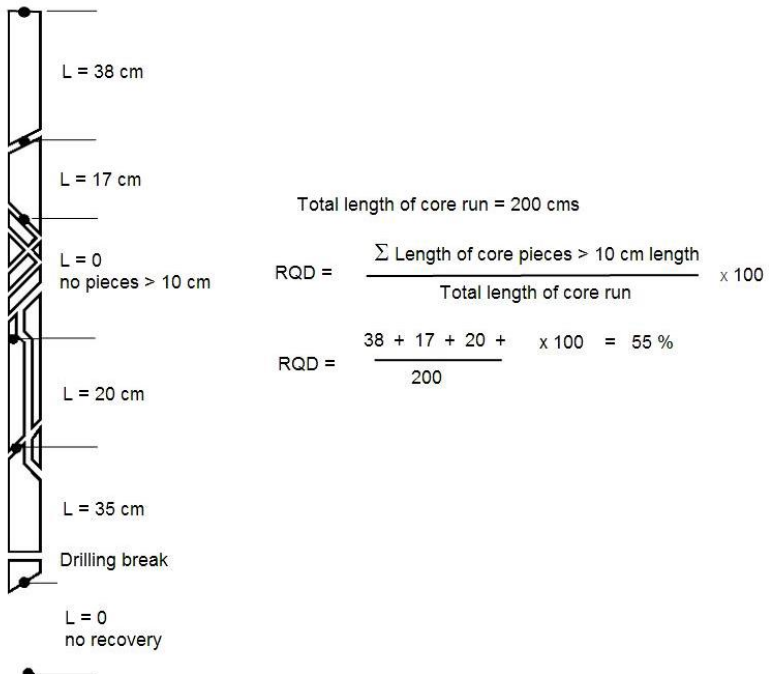 L = 38 cm
L = 17 cm
L = 0
no pieces > 10 cm
L = 20 cm
L = 35 cm
Drilling break
L = 0
no recovery
Total length of core run = 200 cms
RQD =
Σ Length of core pieces > 10 cm length
Total length of core run
x 100
RQD =
38 + 17 + 20 +
200
x 100 = 55 %